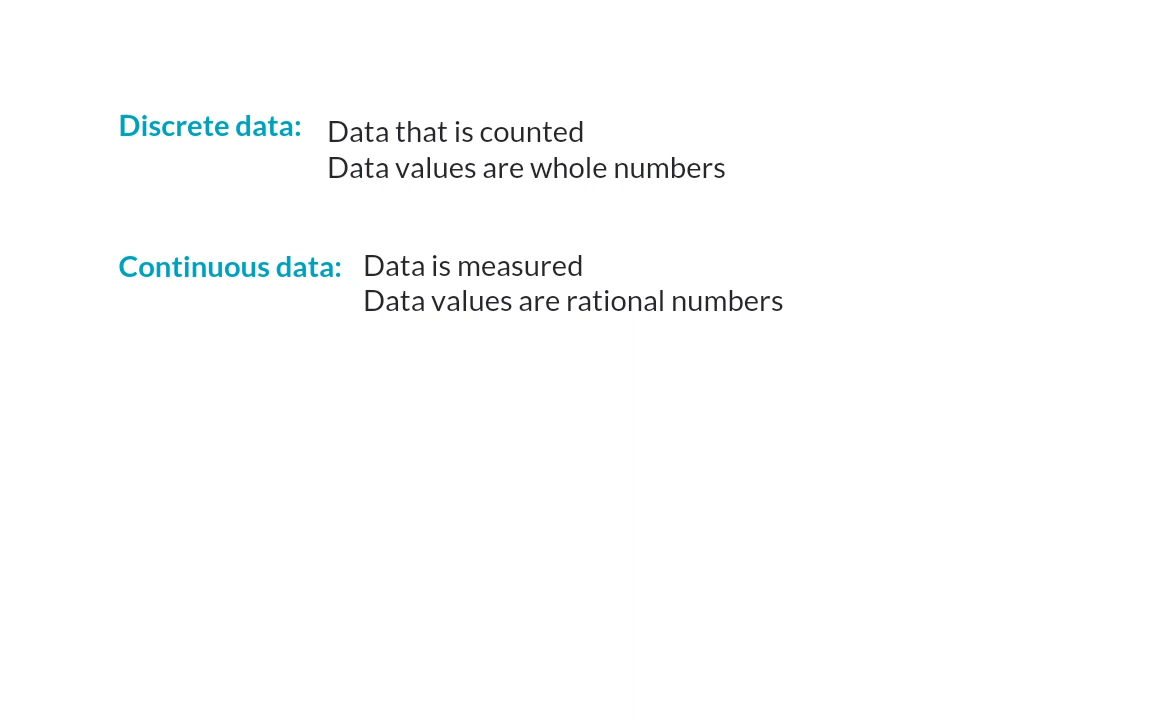 Discrete data: Data that is counted
Data values are whole numbers
Continuous data: Data is measured
Data values are rational numbers